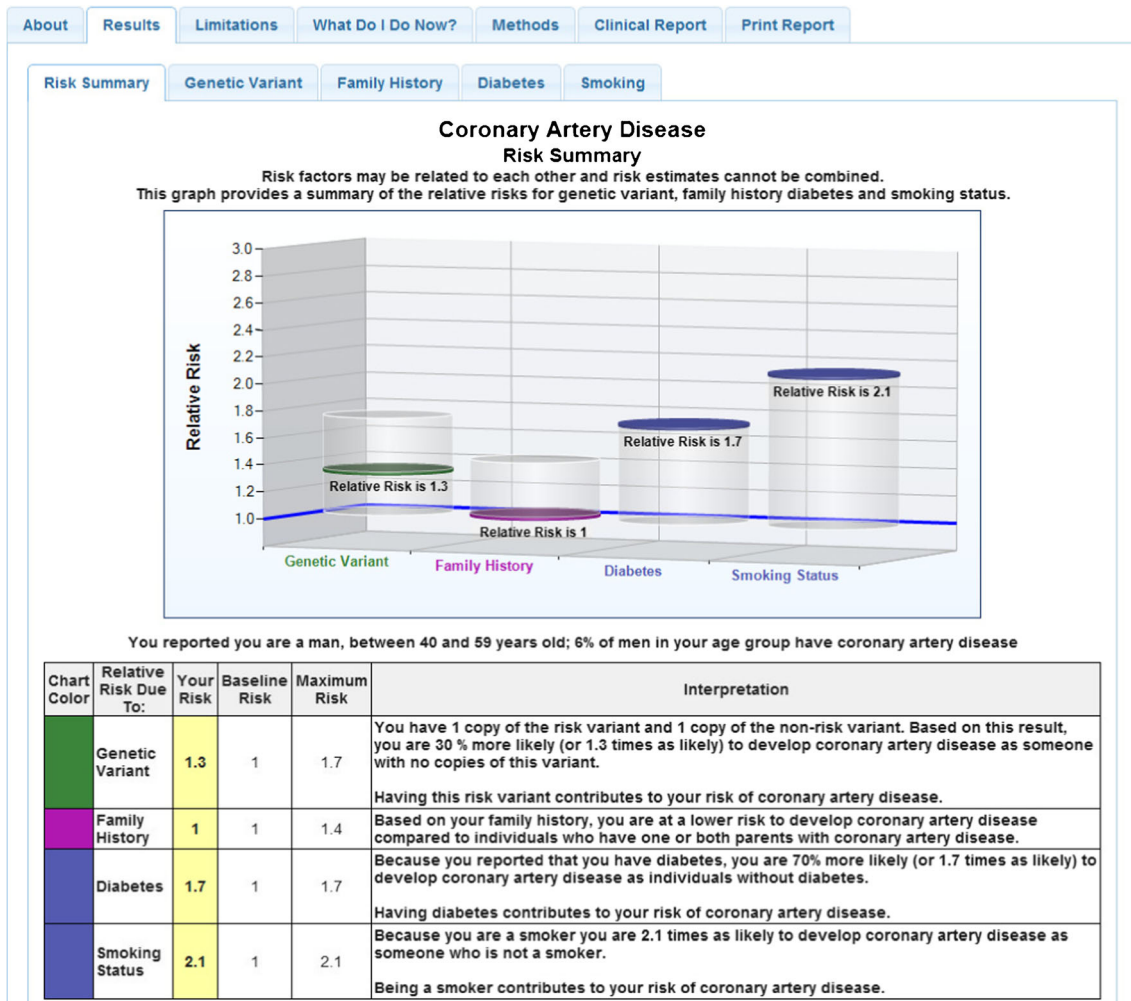 About Results Limitations What Do I Do Now? Methods Clinical Report Print Report
Risk Summary Genetic Variant Family History Diabetes Smoking
Coronary Artery Disease
Risk Summary
Risk factors may be related to each other and risk estimates cannot be combined.
This graph provides a summary of the relative risks for genetic variant, family history diabetes and smoking status.
Relative Risk
3.0
2.8
2.6
2.4
2.2
2.0
1.8
1.6
1.4
1.2
1.0
Relative Risk is 1.3
Relative Risk is 1
Relative Risk is 1.7
Relative Risk is 2.1
Genetic Variant
Family History
Diabetes
Smoking Status
You reported you are a man, between 40 and 59 years old; 6% of men in your age group have coronary artery disease
Chart Color
Relative Risk Due To:
Your Risk
Baseline Risk
Maximum Risk
Interpretation
Genetic Variant
1.3
1
1.7
You have 1 copy of the risk variant and 1 copy of the non-risk variant. Based on this result,
you are 30 % more likely (or 1.3 times as likely) to develop coronary artery disease as someone
with no copies of this variant.
Having this risk variant contributes to your risk of coronary artery disease.
Family History
1
1
1.4
Based on your family history, you are at a lower risk to develop coronary artery disease
compared to individuals who have one or both parents with coronary artery disease.
Diabetes
1.7
1
1.7
Because you reported that you have diabetes, you are 70% more likely (or 1.7 times as likely) to
develop coronary artery disease as individuals without diabetes.
Having diabetes contributes to your risk of coronary artery disease.
Smoking Status
2.1
1
2.1
Because you are a smoker you are 2.1 times as likely to develop coronary artery disease as
someone who is not a smoker.
Being a smoker contributes to your risk of coronary artery disease.